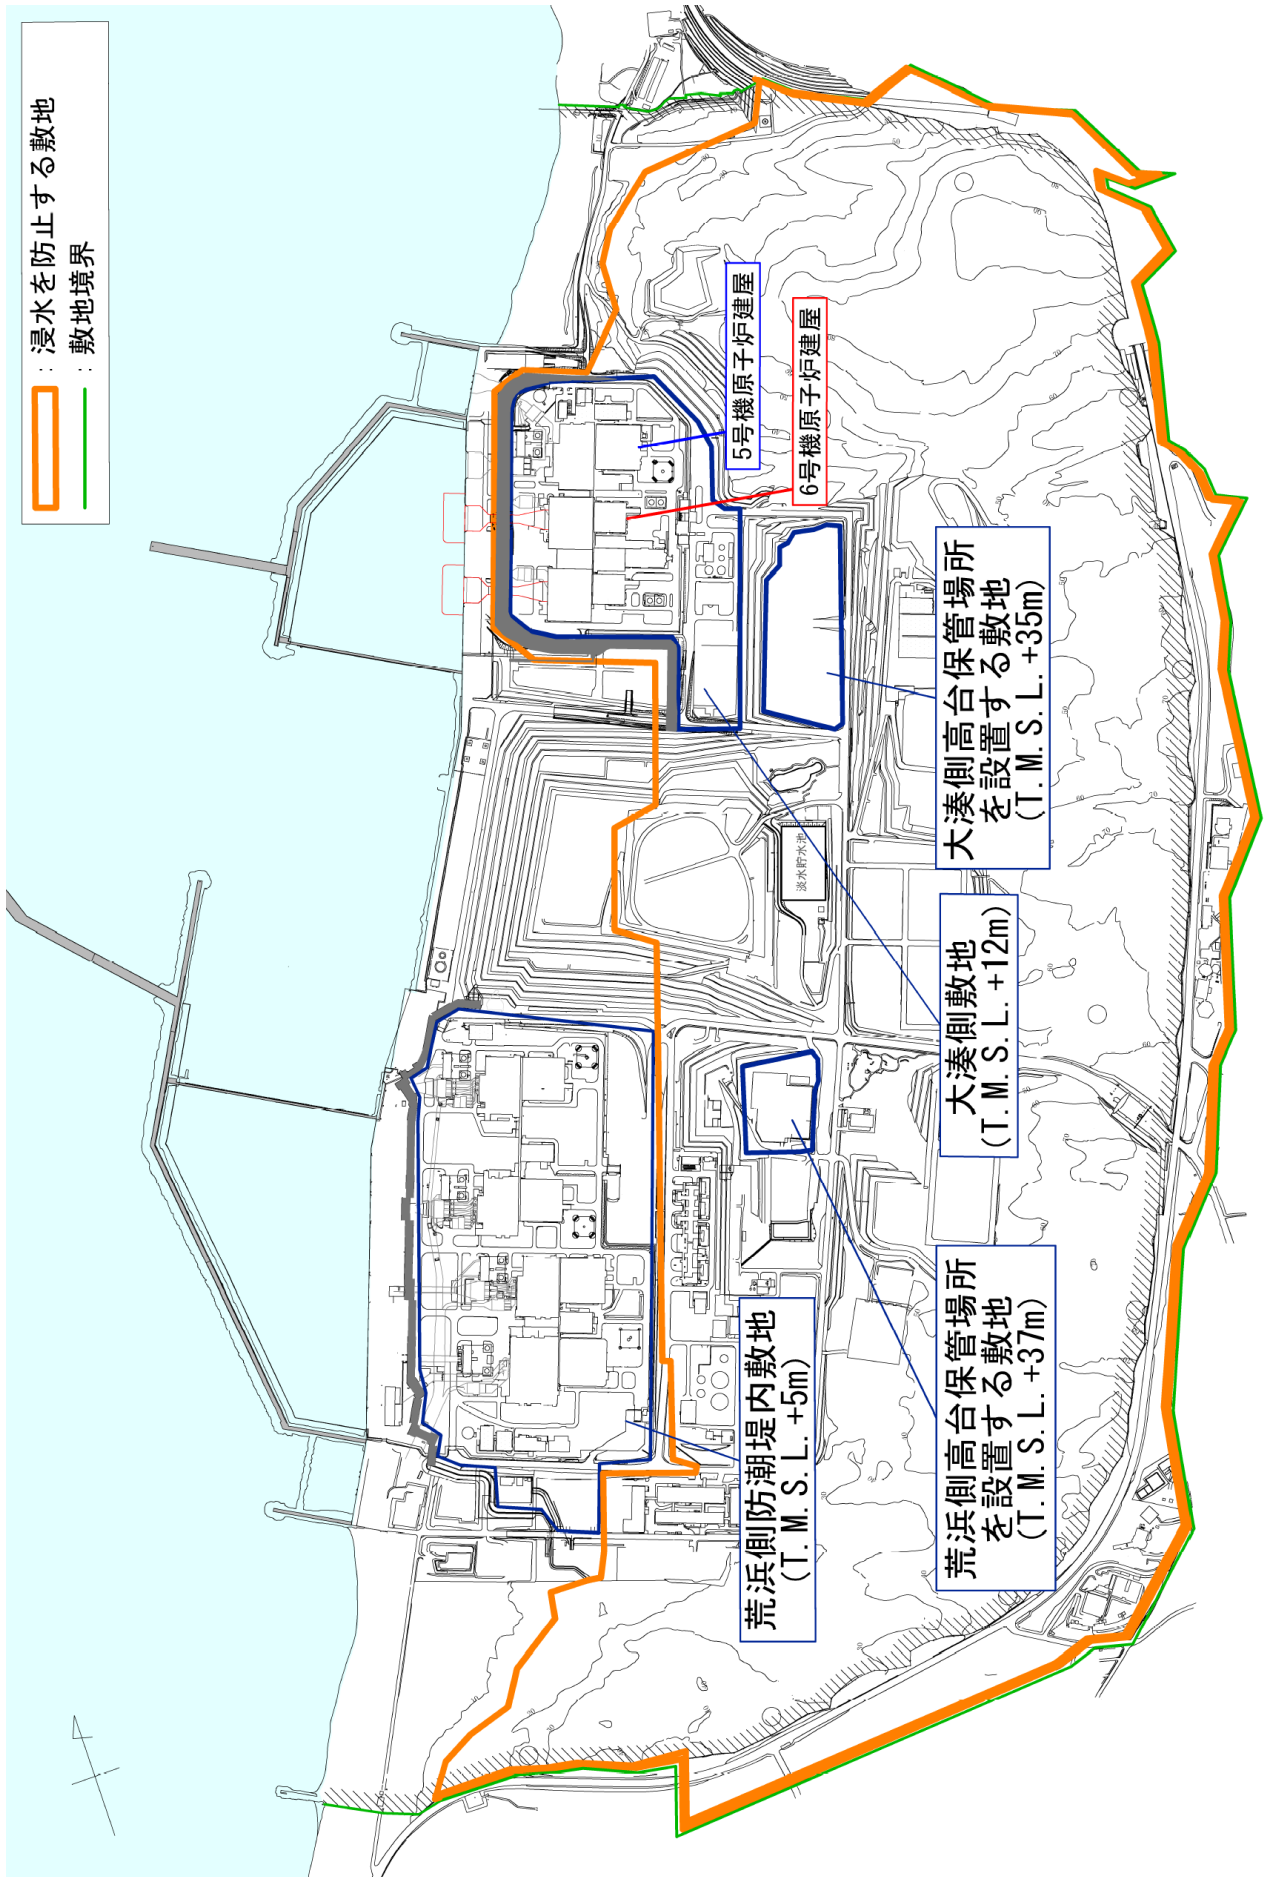 ：浸水を防止する敷地
：敷地境界
5号機原子炉建屋
6号機原子炉建屋
大湊側高台保管場所
を設置する敷地
(T.M.S.L.+35m)
淡水貯水池
大湊側敷地
(T.M.S.L.+12m)
荒浜側防潮堤内敷地
(T.M.S.L.+5m)
荒浜側高台保管場所
を設置する敷地
(T.M.S.L.+37m)